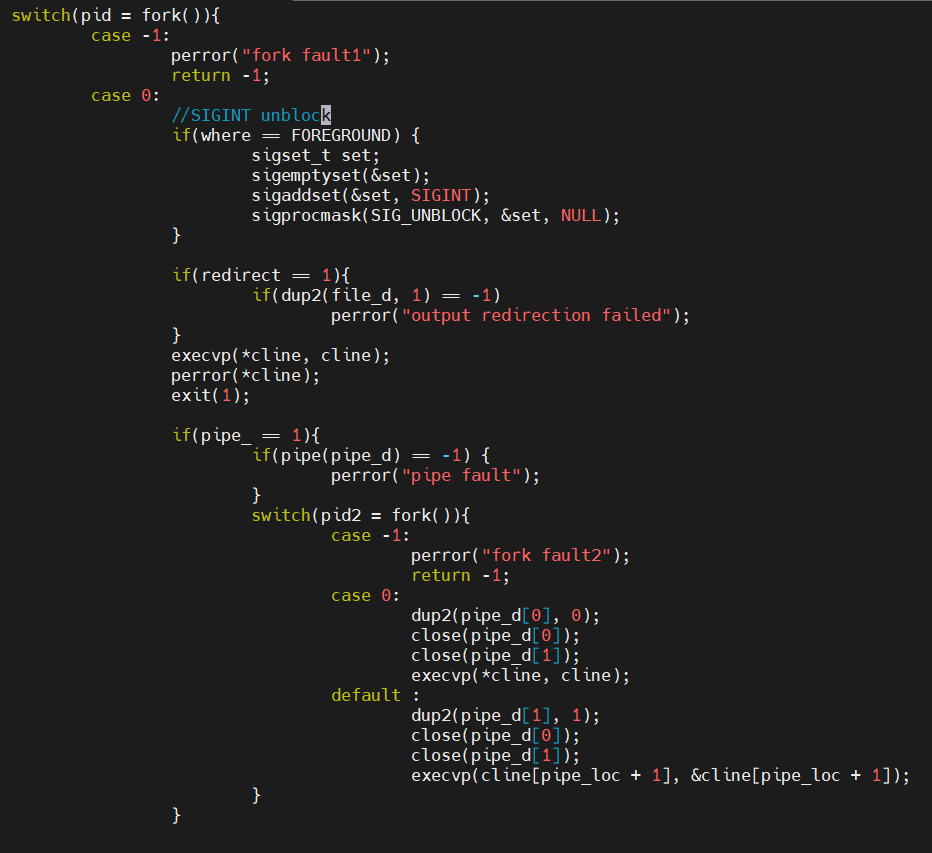 switch(pid = fork()){
        case -1:
                perror("fork fault1");
                return -1;
        case 0:
                //SIGINT unblock
                if(where == FOREGROUND) {
                        sigset_t set;
                        sigemptyset(&set);
                        sigaddset(&set, SIGINT);
                        sigprocmask(SIG_UNBLOCK, &set, NULL);
                }

                if(redirect == 1){
                        if(dup2(file_d, 1) == -1)
                                perror("output redirection failed");
                }
                execvp(*cline, cline);
                perror(*cline);
                exit(1);

                if(pipe_ == 1){
                        if(pipe(pipe_d) == -1) {
                                perror("pipe fault");
                        }
                        switch(pid2 = fork()){
                                case -1:
                                        perror("fork fault2");
                                        return -1;
                                case 0:
                                        dup2(pipe_d[0], 0);
                                        close(pipe_d[0]);
                                        close(pipe_d[1]);
                                        execvp(*cline, cline);
                                default :
                                        dup2(pipe_d[1], 1);
                                        close(pipe_d[0]);
                                        close(pipe_d[1]);
                                        execvp(cline[pipe_loc + 1], &cline[pipe_loc + 1]);
                        }
                }